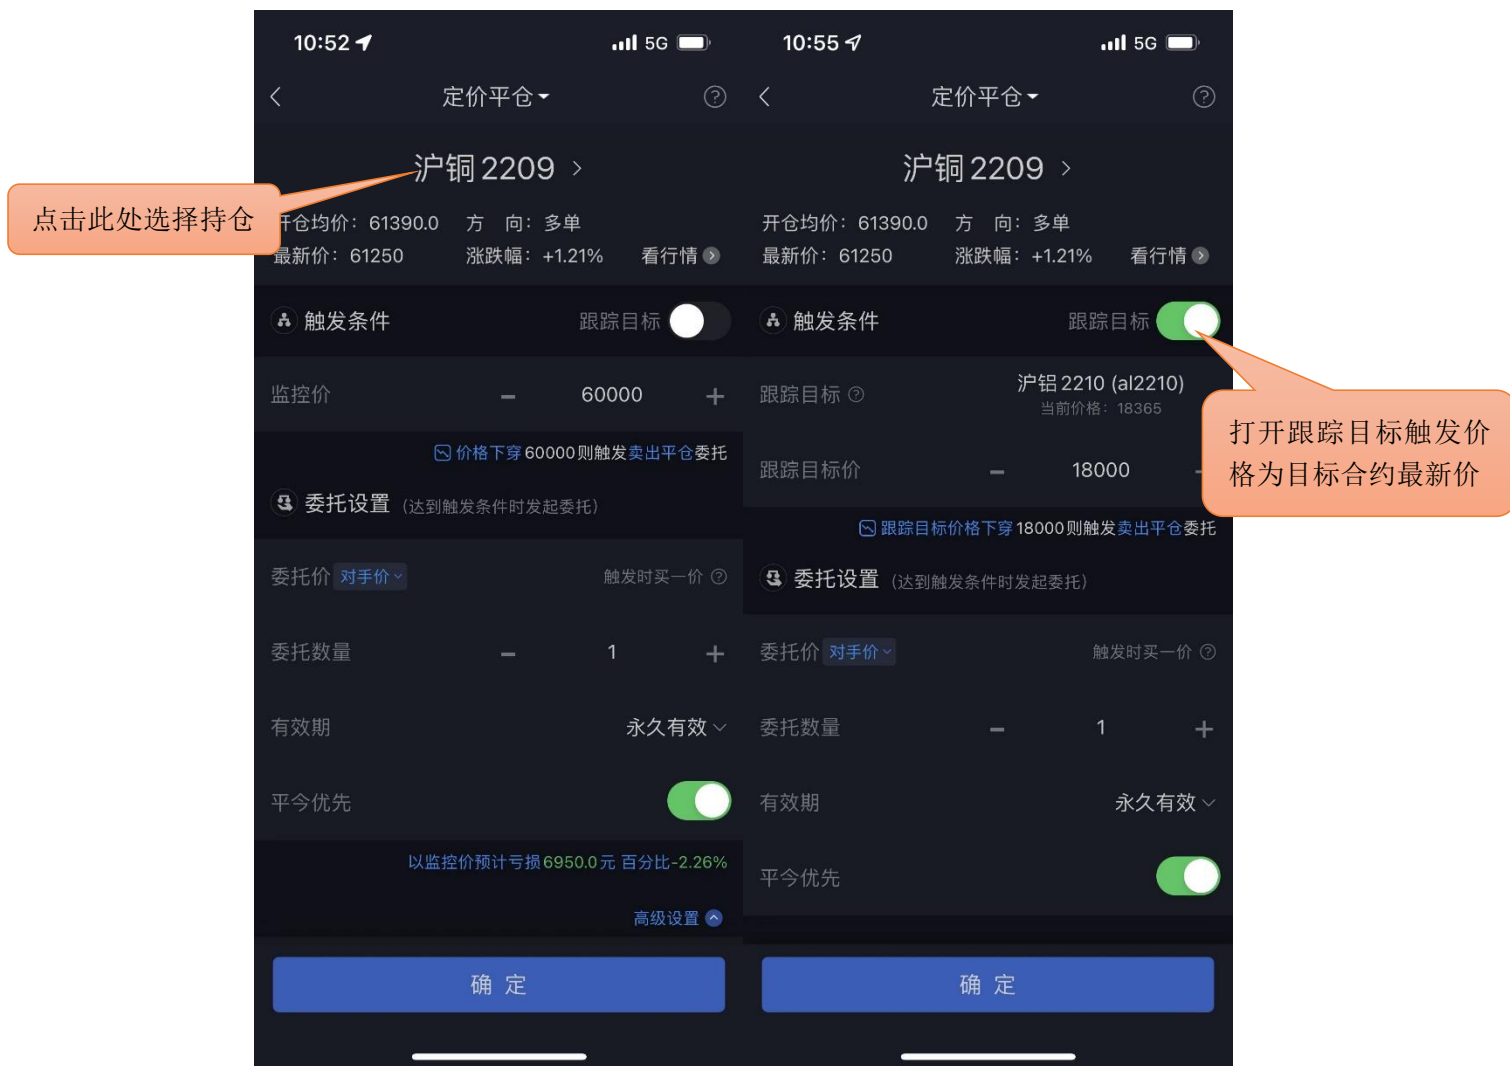 10:52
5G
定价平仓
沪铜 2209
点击此处选择持仓
开仓均价：61390.0 方 向：多单
最新价：61250 涨跌幅：+1.21% 看行情
触发条件 跟踪目标
监控价 − 60000 +
价格下穿 60000 则触发卖出平仓委托
委托设置（达到触发条件时发起委托）
委托价 对手价 触发时买一价
委托数量 − 1 +
有效期 永久有效
平今优先
以监控价预计亏损 6950.0 元 百分比 -2.26%
高级设置
确 定
10:55
5G
定价平仓
沪铜 2209
开仓均价：61390.0 方 向：多单
最新价：61250 涨跌幅：+1.21% 看行情
触发条件 跟踪目标
跟踪目标 沪铝 2210 (al2210)
当前价格：18365
打开跟踪目标触发价
格为目标合约最新价
跟踪目标价 − 18000
跟踪目标价格下穿 18000 则触发卖出平仓委托
委托设置（达到触发条件时发起委托）
委托价 对手价 触发时买一价
委托数量 − 1 +
有效期 永久有效
平今优先
确 定